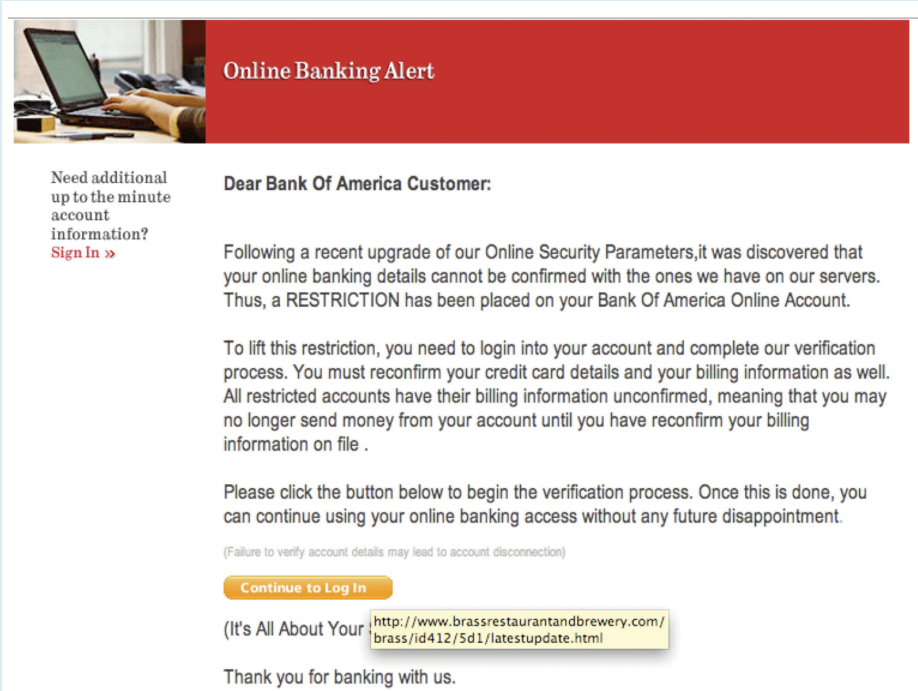 Online Banking Alert
Need additional
up to the minute
account
information?
Sign In »
Dear Bank Of America Customer:
Following a recent upgrade of our Online Security Parameters,it was discovered that
your online banking details cannot be confirmed with the ones we have on our servers.
Thus, a RESTRICTION has been placed on your Bank Of America Online Account.
To lift this restriction, you need to login into your account and complete our verification
process. You must reconfirm your credit card details and your billing information as well.
All restricted accounts have their billing information unconfirmed, meaning that you may
no longer send money from your account until you have reconfirm your billing
information on file .
Please click the button below to begin the verification process. Once this is done, you
can continue using your online banking access without any future disappointment.
(Failure to verify account details may lead to account disconnection)
Continue to Log In
(It's All About Your
http://www.brassrestaurantandbrewery.com/
brass/id412/5d1/latestupdate.html
Thank you for banking with us.